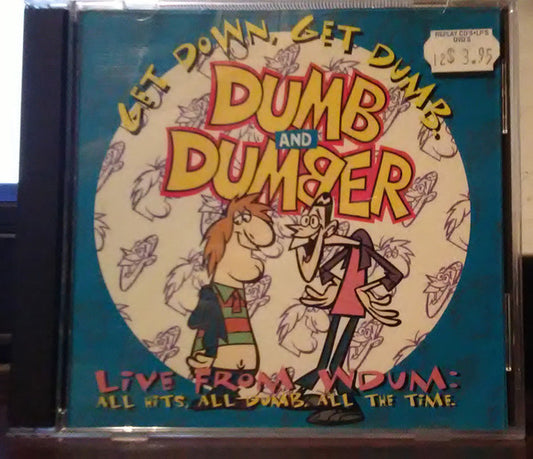 GET DOWN, GET DUMB..
REPLAY CD'S•LP'S
DVD'S
12$ 3.95
DUMB
AND
DUMBER
LIVE FROM WDUM:
ALL HITS, ALL DUMB, ALL THE TIME.